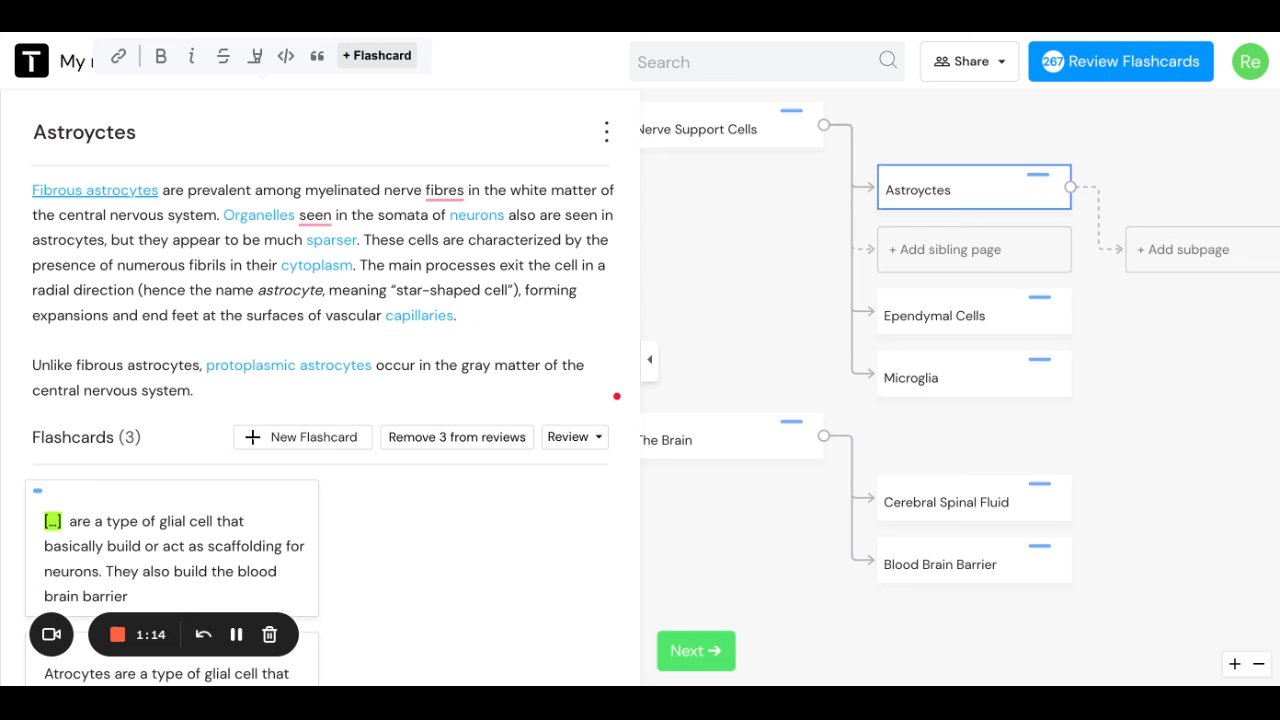 T My
B i S </> + Flashcard
Search
Share
267 Review Flashcards
Re
Astroyctes
Fibrous astrocytes are prevalent among myelinated nerve fibres in the white matter of
the central nervous system. Organelles seen in the somata of neurons also are seen in
astrocytes, but they appear to be much sparser. These cells are characterized by the
presence of numerous fibrils in their cytoplasm. The main processes exit the cell in a
radial direction (hence the name astrocyte, meaning “star-shaped cell”), forming
expansions and end feet at the surfaces of vascular capillaries.
Unlike fibrous astrocytes, protoplasmic astrocytes occur in the gray matter of the
central nervous system.
Flashcards (3)
New Flashcard
Remove 3 from reviews
Review
[...] are a type of glial cell that
basically build or act as scaffolding for
neurons. They also build the blood
brain barrier
1:14
Atrocytes are a type of glial cell that
Nerve Support Cells
Astroyctes
+ Add sibling page
+ Add subpage
Ependymal Cells
Microglia
The Brain
Cerebral Spinal Fluid
Blood Brain Barrier
Next →
+ −